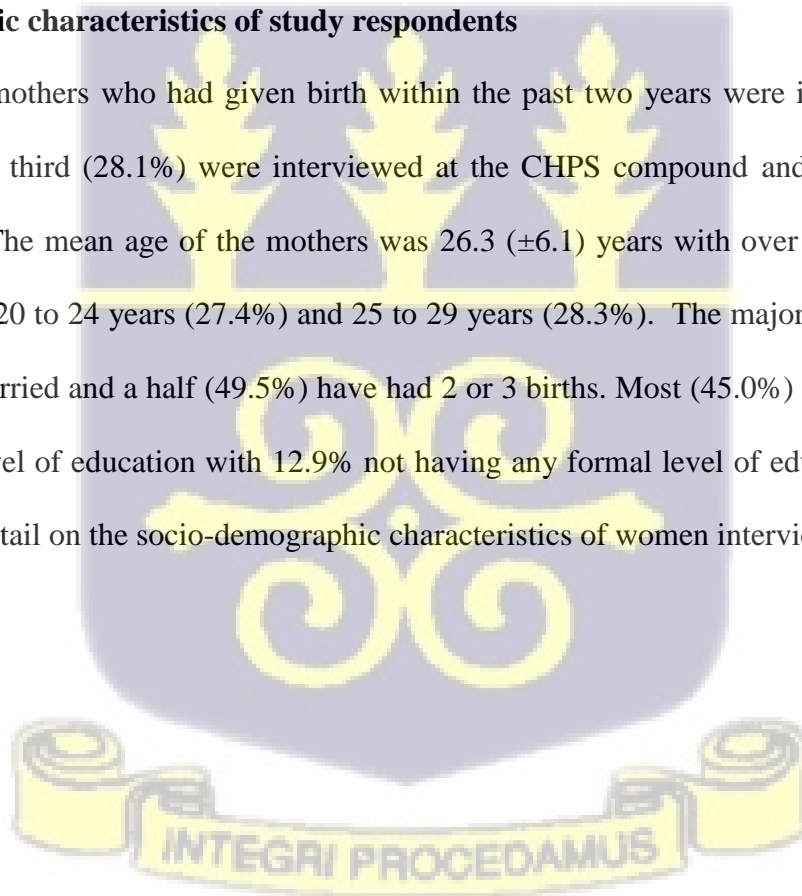 ic characteristics of study respondents
mothers who had given birth within the past two years were i
third (28.1%) were interviewed at the CHPS compound and
The mean age of the mothers was 26.3 (±6.1) years with over
20 to 24 years (27.4%) and 25 to 29 years (28.3%). The major
rried and a half (49.5%) have had 2 or 3 births. Most (45.0%)
vel of education with 12.9% not having any formal level of edu
tail on the socio-demographic characteristics of women intervie
INTEGRI PROCEDAMUS